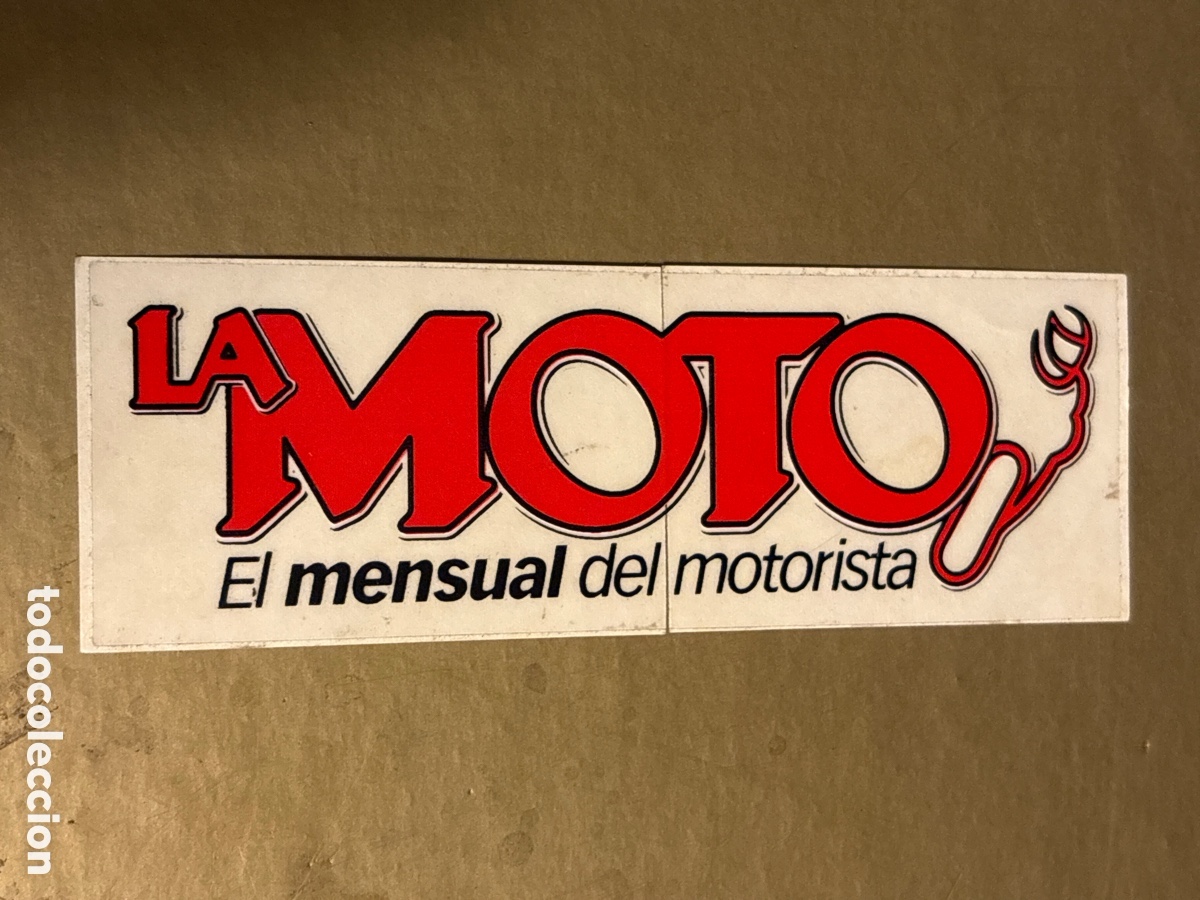 LA MOTO
El mensual del motorista
todocoleccion